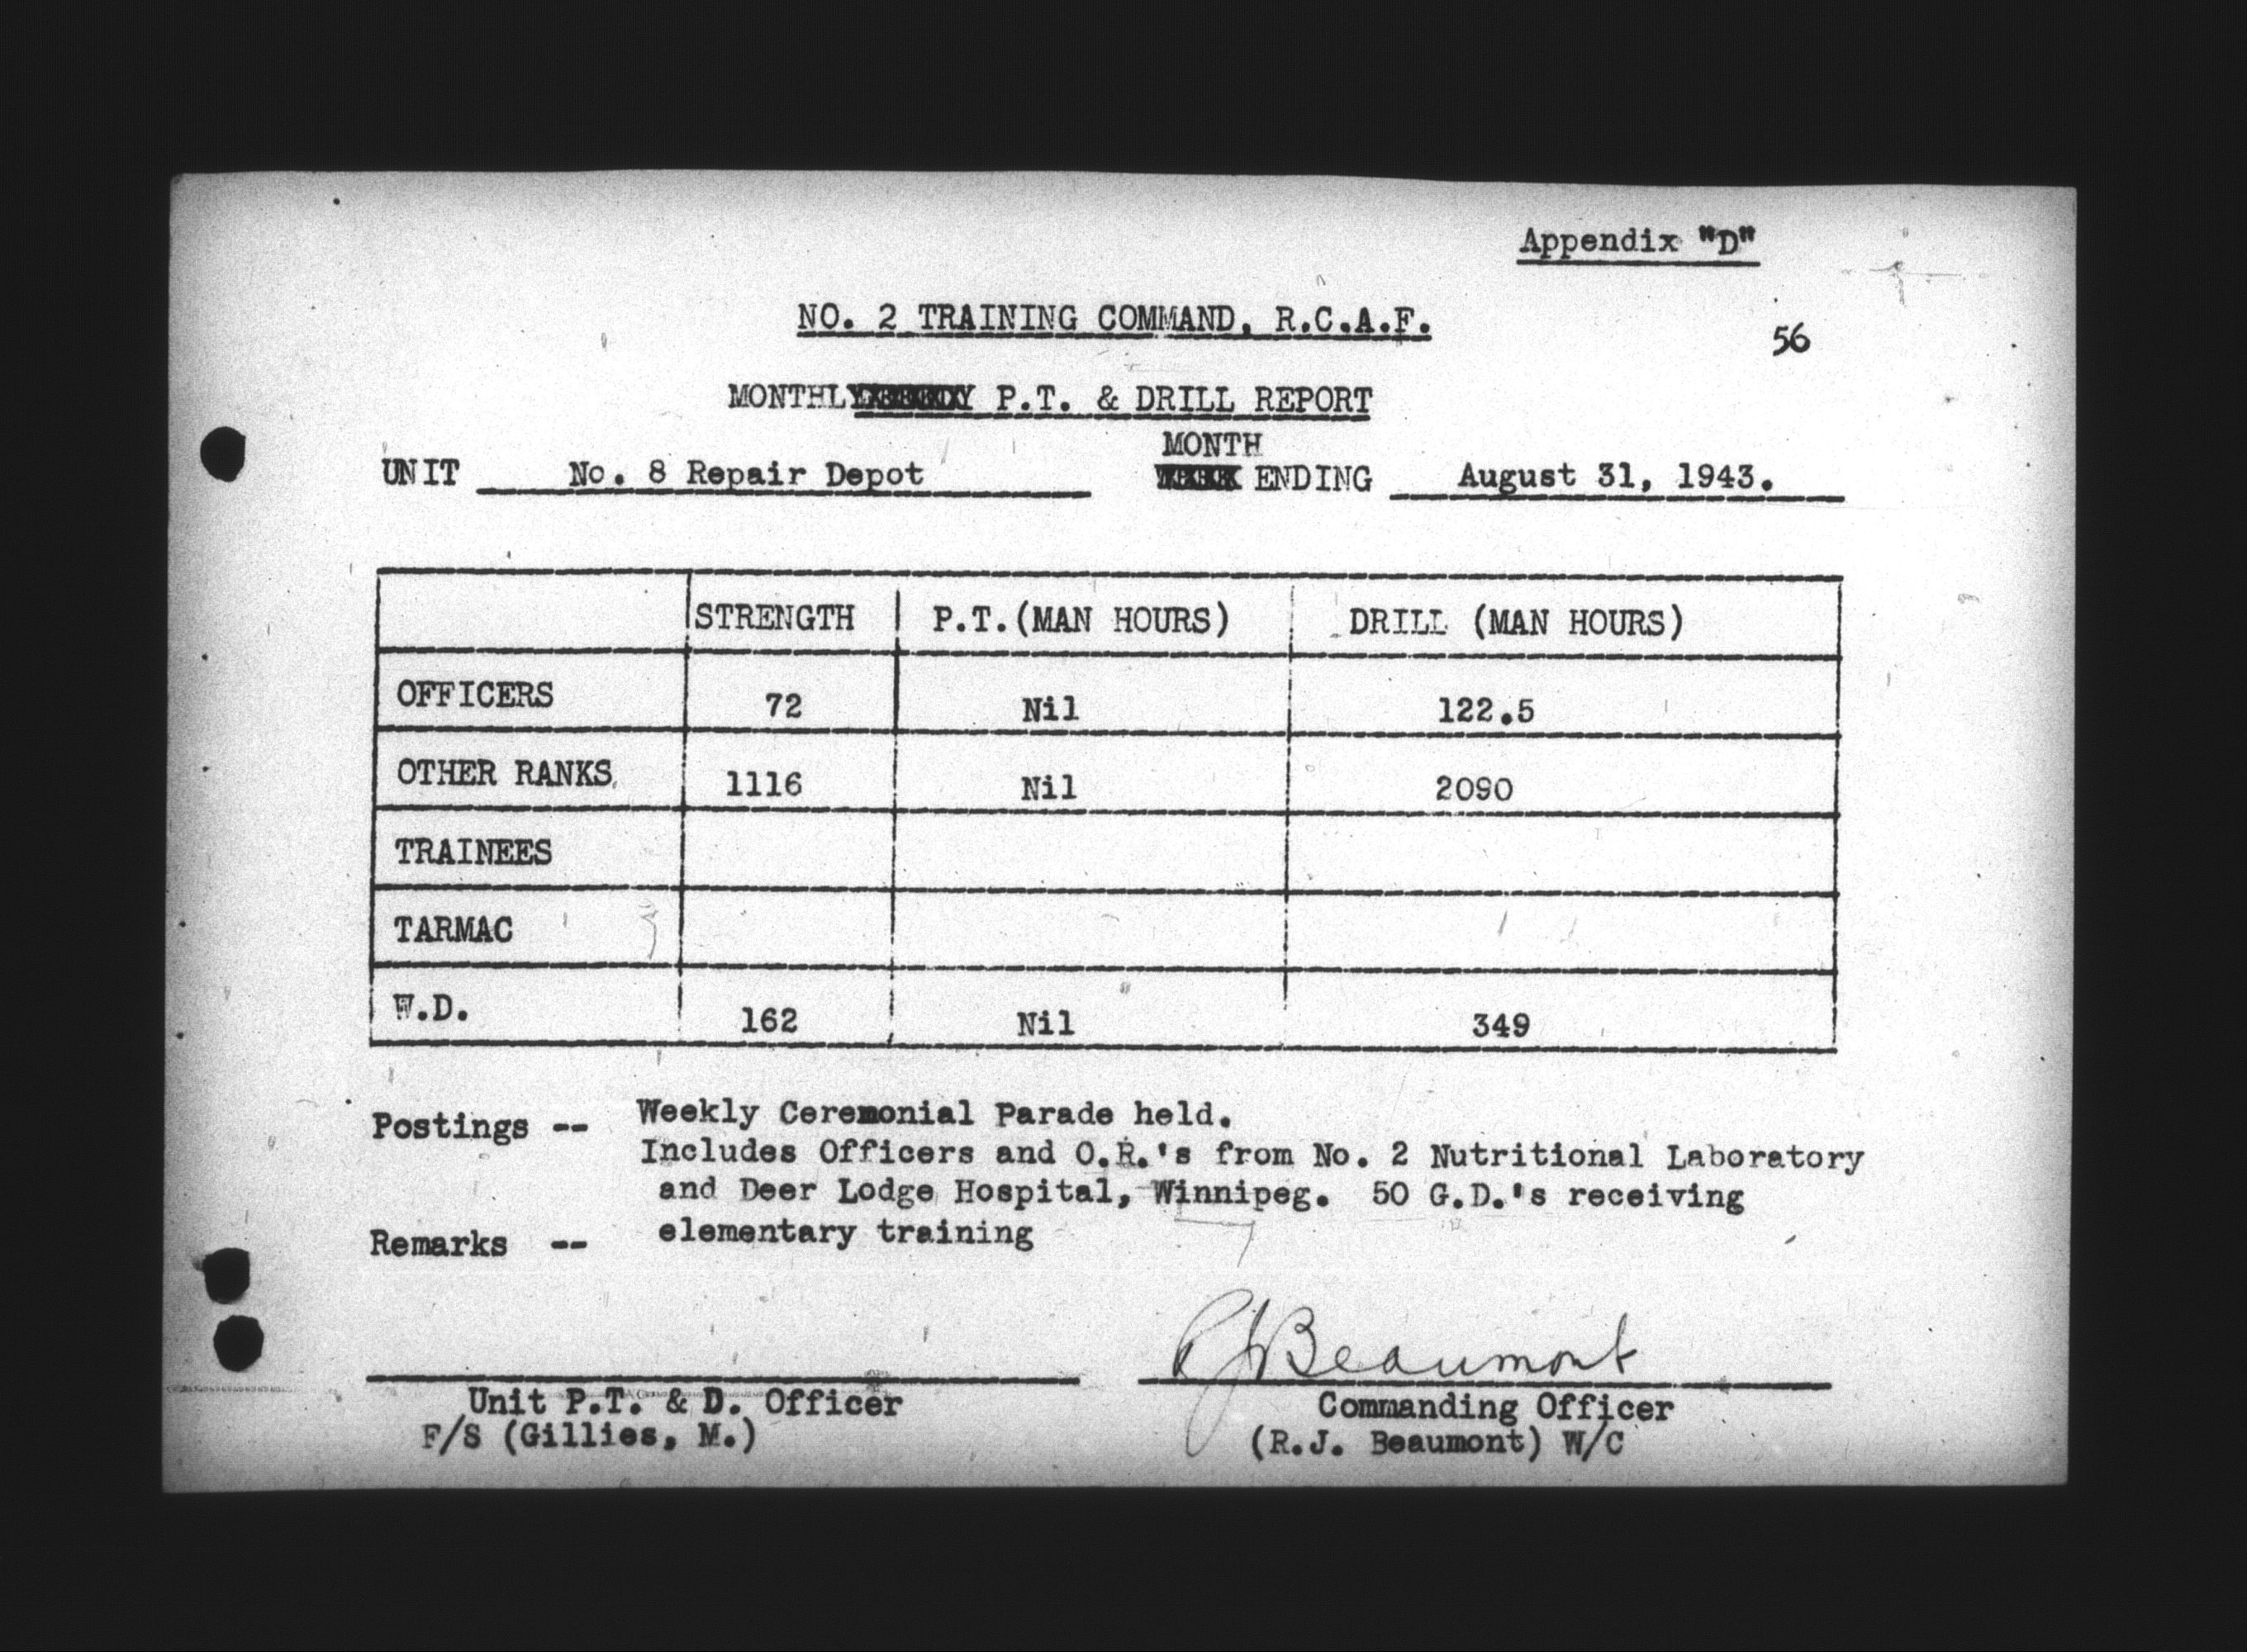 Appendix "D"
NO. 2 TRAINING COMMAND, R.C.A.F.
56
MONTHLY P.T. & DRILL REPORT
MONTH
UNIT No. 8 Repair Depot ENDING August 31, 1943.
STRENGTH P.T.(MAN HOURS) DRILL (MAN HOURS)
OFFICERS 72 Nil 122.5
OTHER RANKS 1116 Nil 2090
TRAINEES
TARMAC
W.D. 162 Nil 349
Postings -- Weekly Ceremonial Parade held.
Includes Officers and O.R.'s from No. 2 Nutritional Laboratory
and Deer Lodge Hospital, Winnipeg. 50 G.D.'s receiving
Remarks -- elementary training
RJBeaumont
Unit P.T. & D. Officer Commanding Officer
F/S (Gillies, M.) (R.J. Beaumont) W/C